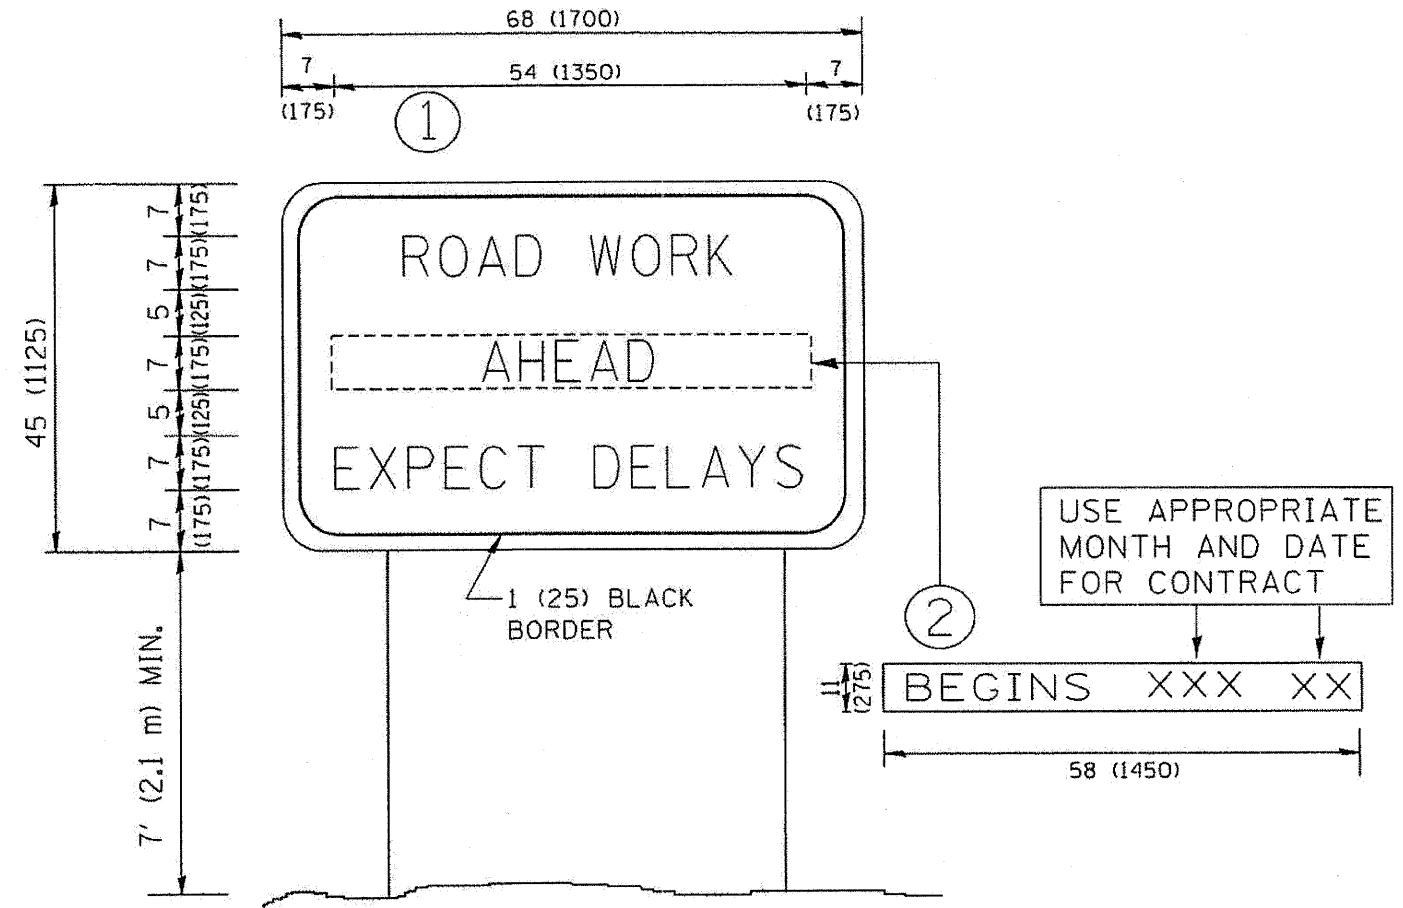 68 (1700)
7
54 (1350)
7
(175)
(175)
1
45 (1125)
7
(175)
7
(175)
5
(125)
7
(175)
5
(125)
7
(175)
7
(175)
ROAD WORK
AHEAD
EXPECT DELAYS
1 (25) BLACK
BORDER
7' (2.1 m) MIN.
2
USE APPROPRIATE
MONTH AND DATE
FOR CONTRACT
11
(275)
BEGINS XXX XX
58 (1450)